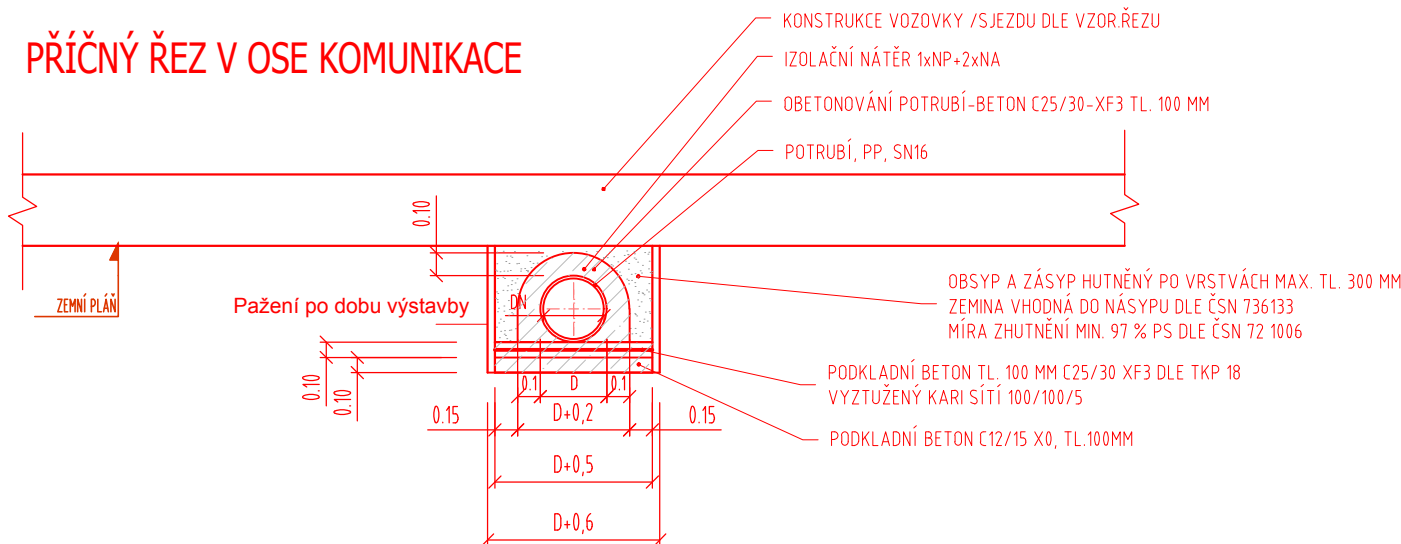 PŘÍČNÝ ŘEZ V OSE KOMUNIKACE
KONSTRUKCE VOZOVKY /SJEZDU DLE VZOR.ŘEZU
IZOLAČNÍ NÁTĚR 1xNP+2xNA
OBETONOVÁNÍ POTRUBÍ-BETON C25/30-XF3 TL. 100 MM
POTRUBÍ, PP, SN16
0.10
ZEMNÍ PLÁŇ
Pažení po dobu výstavby
DN
OBSYP A ZÁSYP HUTNĚNÝ PO VRSTVÁCH MAX. TL. 300 MM
ZEMINA VHODNÁ DO NÁSYPU DLE ČSN 736133
MÍRA ZHUTNĚNÍ MIN. 97 % PS DLE ČSN 72 1006
PODKLADNÍ BETON TL. 100 MM C25/30 XF3 DLE TKP 18
VYZTUŽENÝ KARI SÍTÍ 100/100/5
PODKLADNÍ BETON C12/15 X0, TL.100MM
0.10
0.10
0.1 D 0.1
0.15 D+0,2 0.15
D+0,5
D+0,6